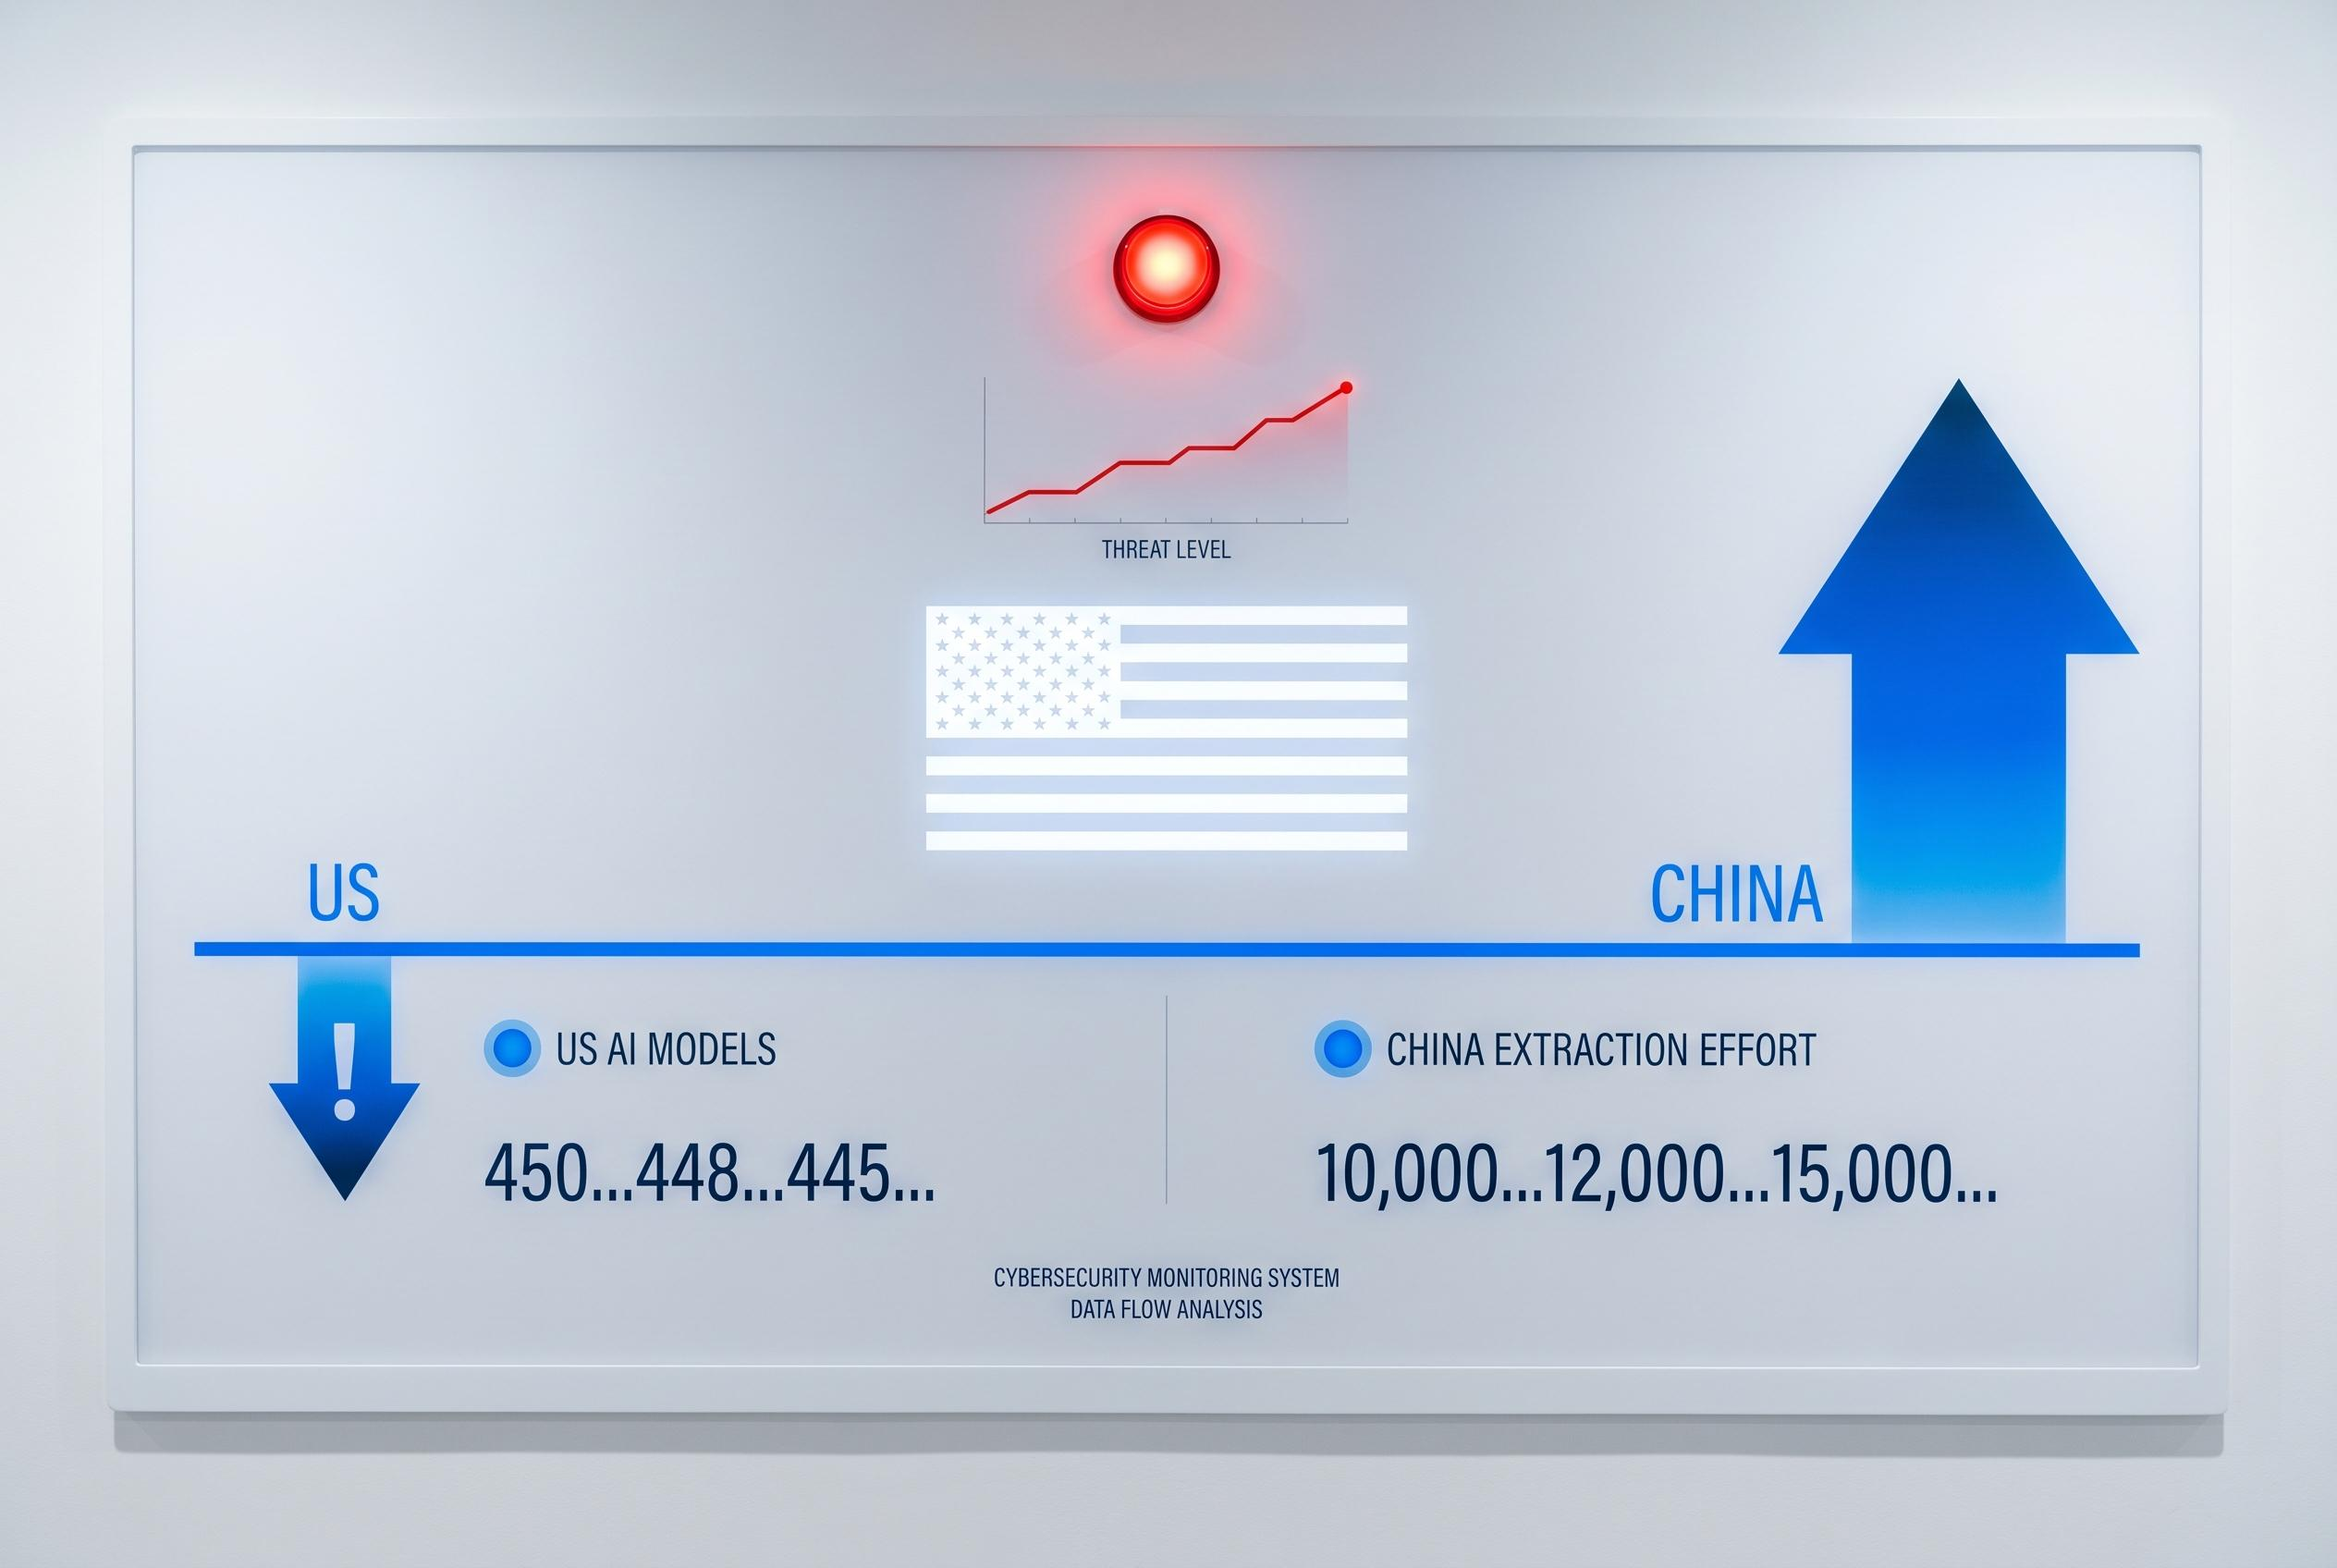 THREAT LEVEL
US
CHINA
!
US AI MODELS
450...448...445...
CHINA EXTRACTION EFFORT
10,000...12,000...15,000...
CYBERSECURITY MONITORING SYSTEM
DATA FLOW ANALYSIS